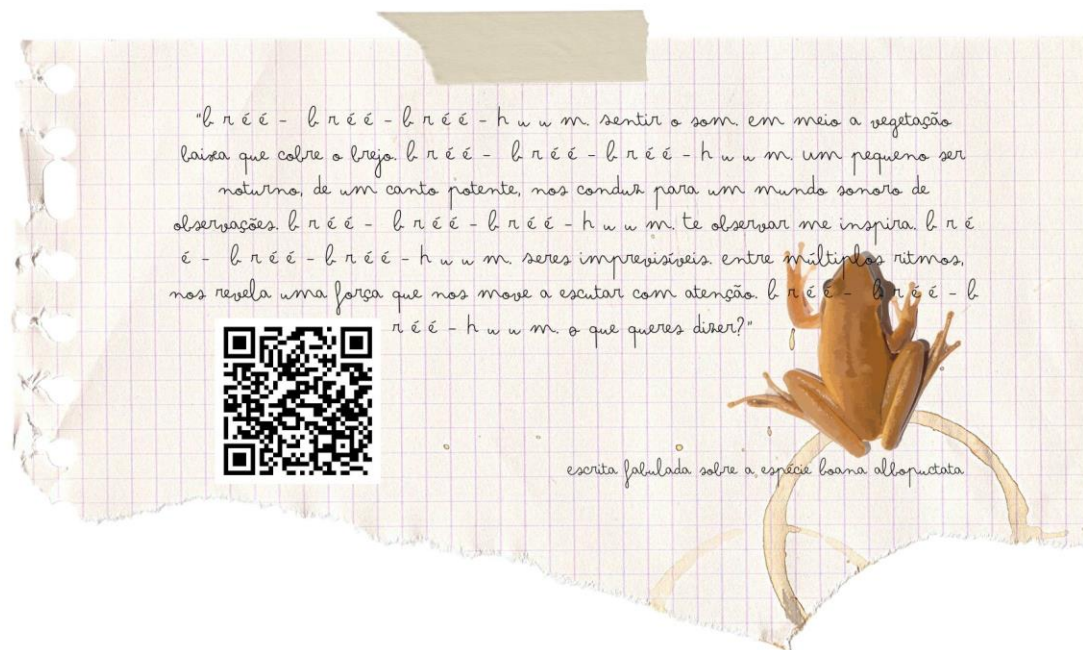 "b r é é - b r é é - b r é é - h u u m. sentir o som. em meio a vegetação
baixa que cobre o brejo. b r é é - b r é é - b r é é - h u u m. um pequeno ser
noturno, de um canto potente, nos conduz para um mundo sonoro de
observações. b r é é - b r é é - b r é é - h u u m. te observar me inspira. b r é
é - b r é é - b r é é - h u u m. seres imprevisíveis. entre múltiplos ritmos,
nos revela uma força que nos move a escutar com atenção. b r é é - b r é é - b
r é é - h u u m. o que queres dizer?"
escrita fabulada sobre a espécie boana albopuctata